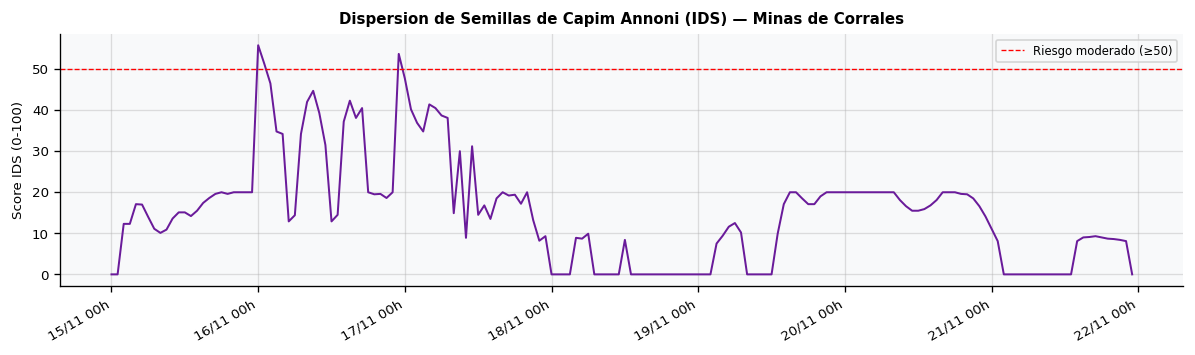 Dispersion de Semillas de Capim Annoni (IDS) — Minas de Corrales
Riesgo moderado (≥50)
Score IDS (0-100)
50
40
30
20
10
0
15/11 00h
16/11 00h
17/11 00h
18/11 00h
19/11 00h
20/11 00h
21/11 00h
22/11 00h